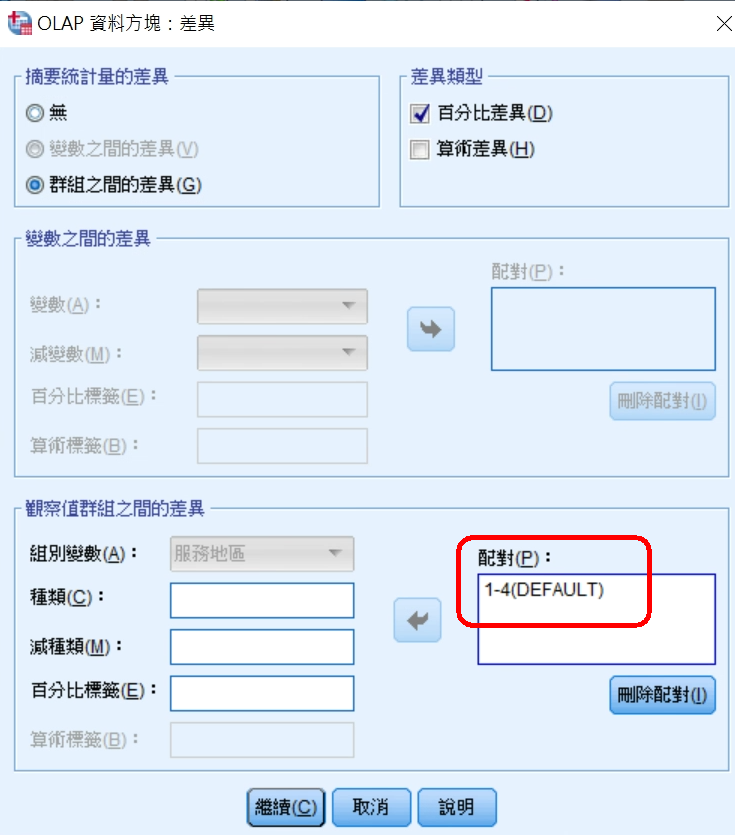 OLAP 資料方塊：差異
摘要統計量的差異
無
變數之間的差異(V)
群組之間的差異(G)
差異類型
百分比差異(D)
算術差異(H)
變數之間的差異
變數(A)：
減變數(M)：
百分比標籤(E)：
算術標籤(B)：
配對(P)：
刪除配對(I)
觀察值群組之間的差異
組別變數(A)：
服務地區
種類(C)：
減種類(M)：
百分比標籤(E)：
算術標籤(B)：
配對(P)：
1-4(DEFAULT)
刪除配對(I)
繼續(C)
取消
說明